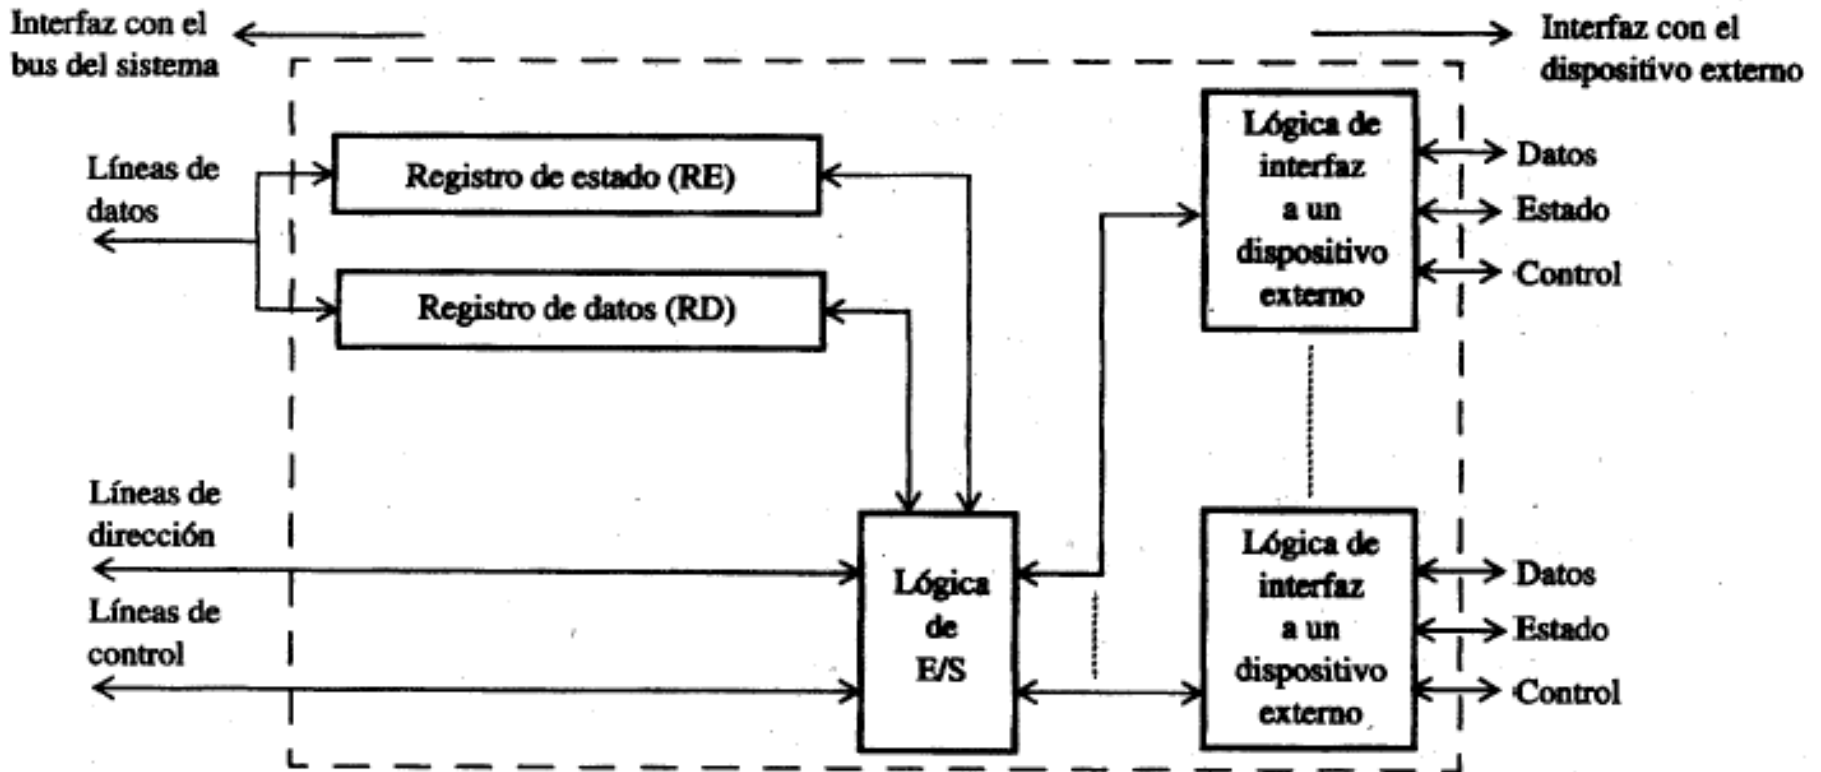 Interfaz con el
bus del sistema
Interfaz con el
dispositivo externo
Líneas de
datos
Registro de estado (RE)
Registro de datos (RD)
Lógica de
interfaz
a un
dispositivo
externo
Datos
Estado
Control
Líneas de
dirección
Líneas de
control
Lógica
de
E/S
Lógica de
interfaz
a un
dispositivo
externo
Datos
Estado
Control